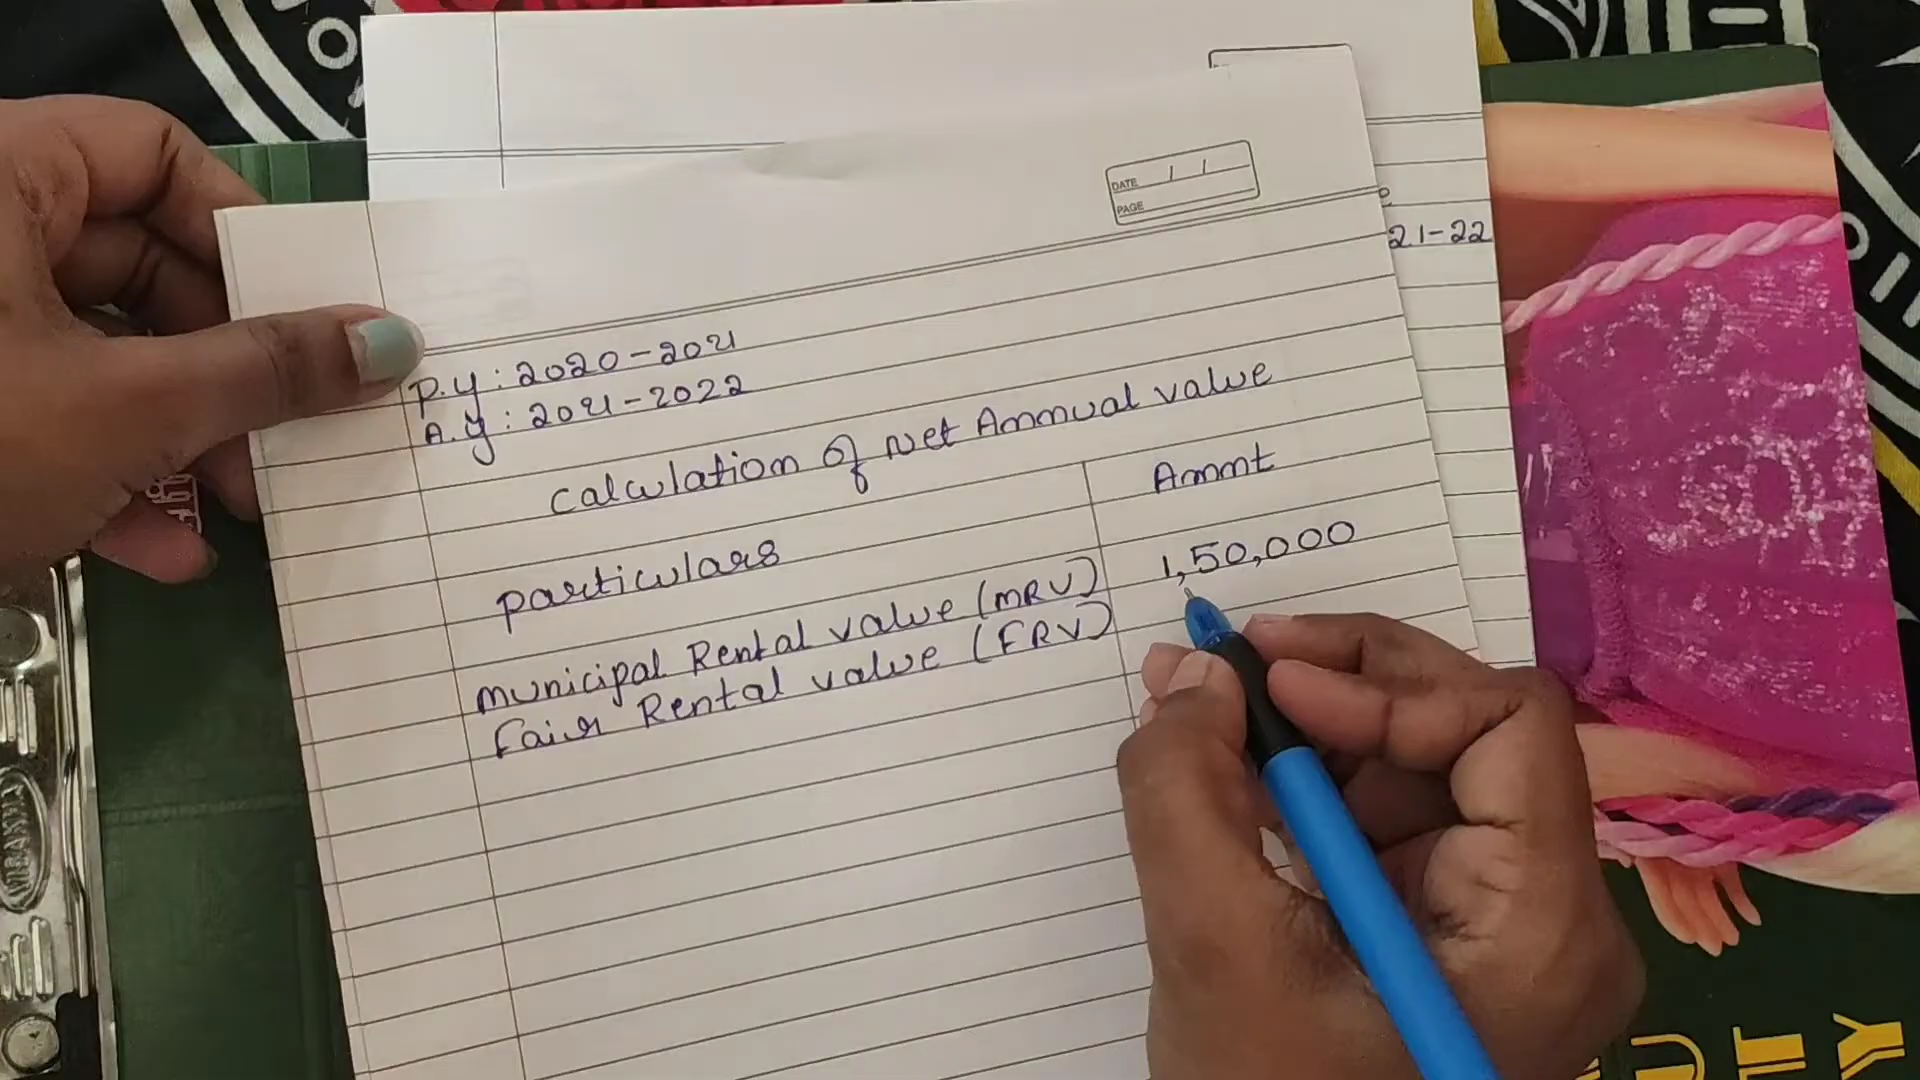 DATE / /
PAGE
21-22
P.Y : 2020-2021
A.Y : 2021-2022
Calculation of Net Annual value
particulars
Ammt
municipal Rental value (MRV)
1,50,000
Fair Rental value (FRV)